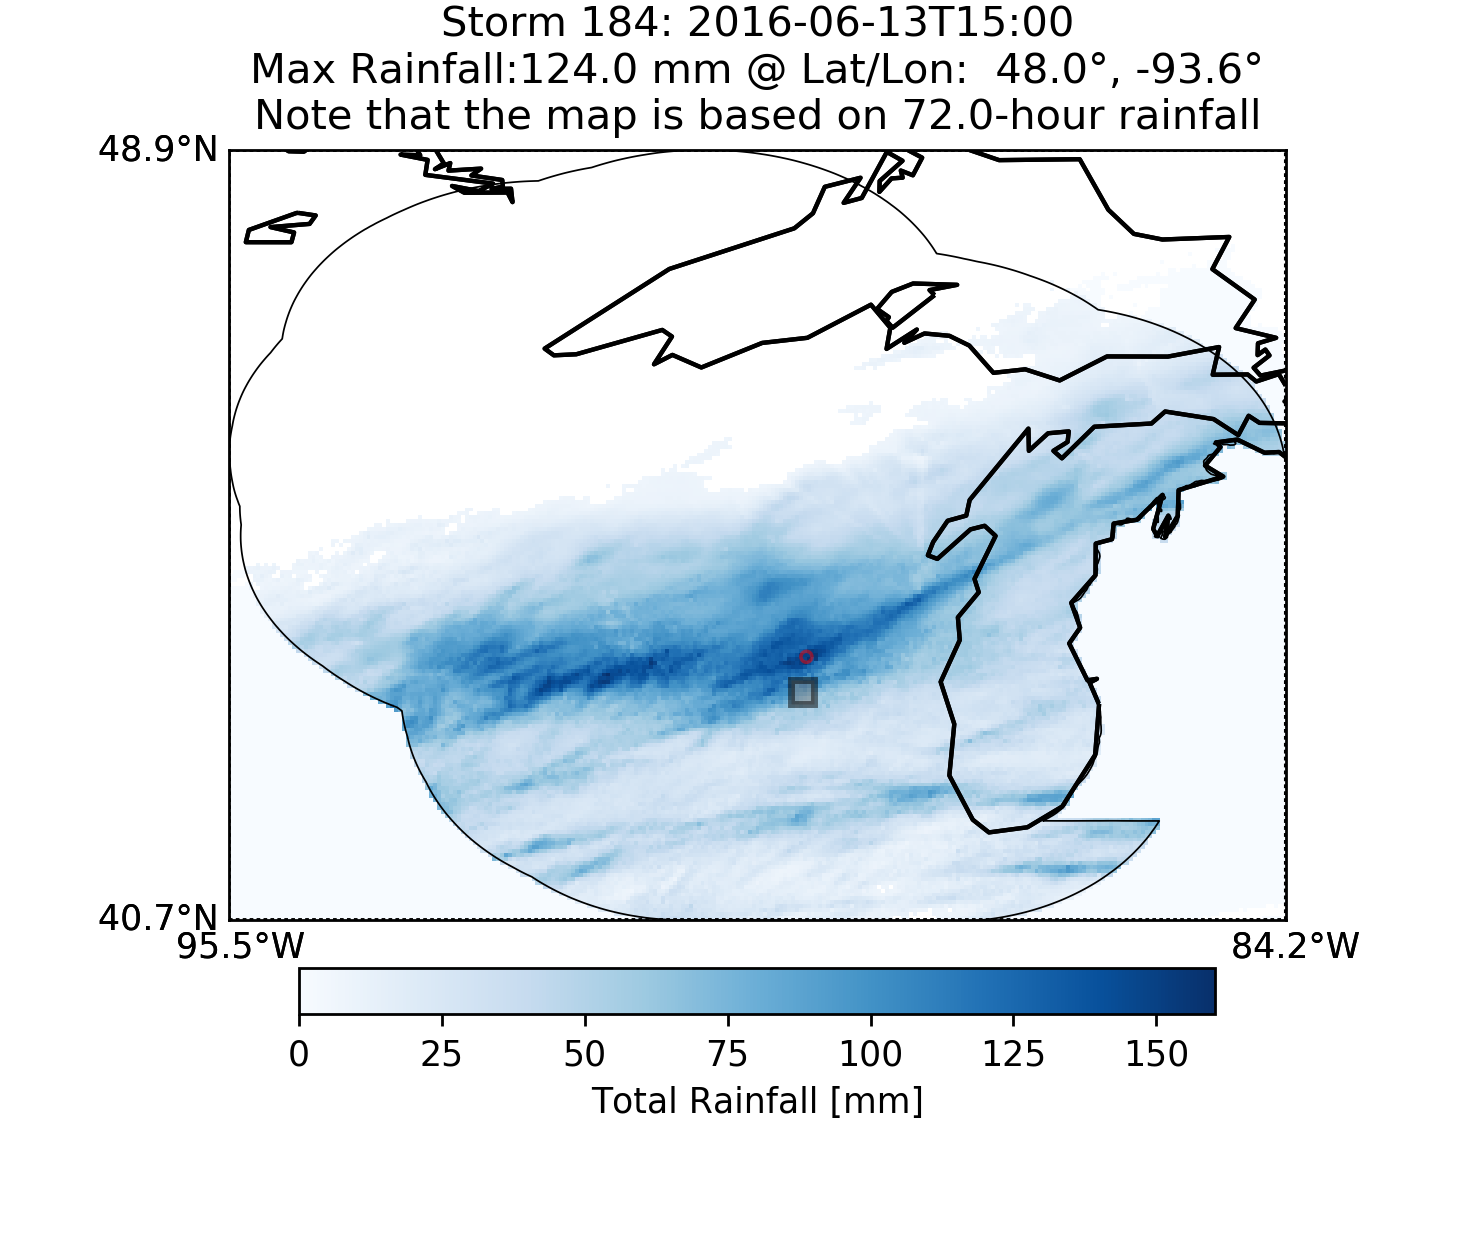 Storm 184: 2016-06-13T15:00
Max Rainfall:124.0 mm @ Lat/Lon:  48.0°, -93.6°
Note that the map is based on 72.0-hour rainfall
48.9°N
40.7°N
95.5°W 84.2°W
0 25 50 75 100 125 150
Total Rainfall [mm]